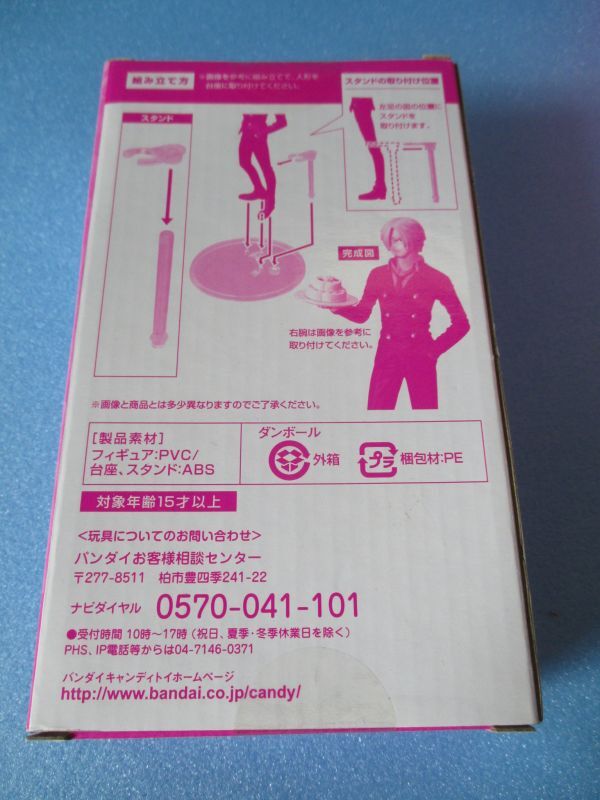 組み立て方
※画像を参考に組み立てて、人形を
台座に取り付けてください。
スタンドの取り付け位置
スタンド
左足の図の位置に
スタンドを
取り付けます。
完成図
右腕は画像を参考に
取り付けてください。
※画像と商品とは多少異なりますのでご了承ください。
[製品素材]
フィギュア:PVC/
台座、スタンド:ABS
ダンボール
外箱
プラ
梱包材:PE
対象年齢15才以上
<玩具についてのお問い合わせ>
バンダイお客様相談センター
〒277-8511 柏市豊四季241-22
ナビダイヤル 0570-041-101
●受付時間 10時〜17時 (祝日、夏季・冬季休業日を除く)
PHS、IP電話等からは04-7146-0371
バンダイキャンディトイホームページ
http://www.bandai.co.jp/candy/